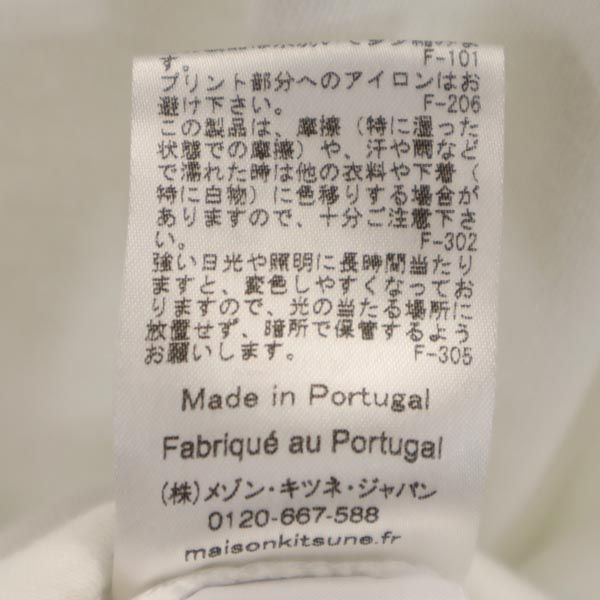 す。 F-101
プリント部分へのアイロンはお
避け下さい。 F-206
この製品は、摩擦（特に湿った
状態での摩擦）や、汗や雨など
で濡れた時は他の衣料や下着（
特に白物）に色移りする場合が
ありますので、十分ご注意下さ
い。 F-302
強い日光や照明に長時間当たり
ますと、変色しやすくなってお
りますので、光の当たる場所に
放置せず、暗所で保管するよう
お願いします。 F-305
Made in Portugal
Fabriqué au Portugal
（株）メゾン・キツネ・ジャパン
0120-667-588
maisonkitsune.fr